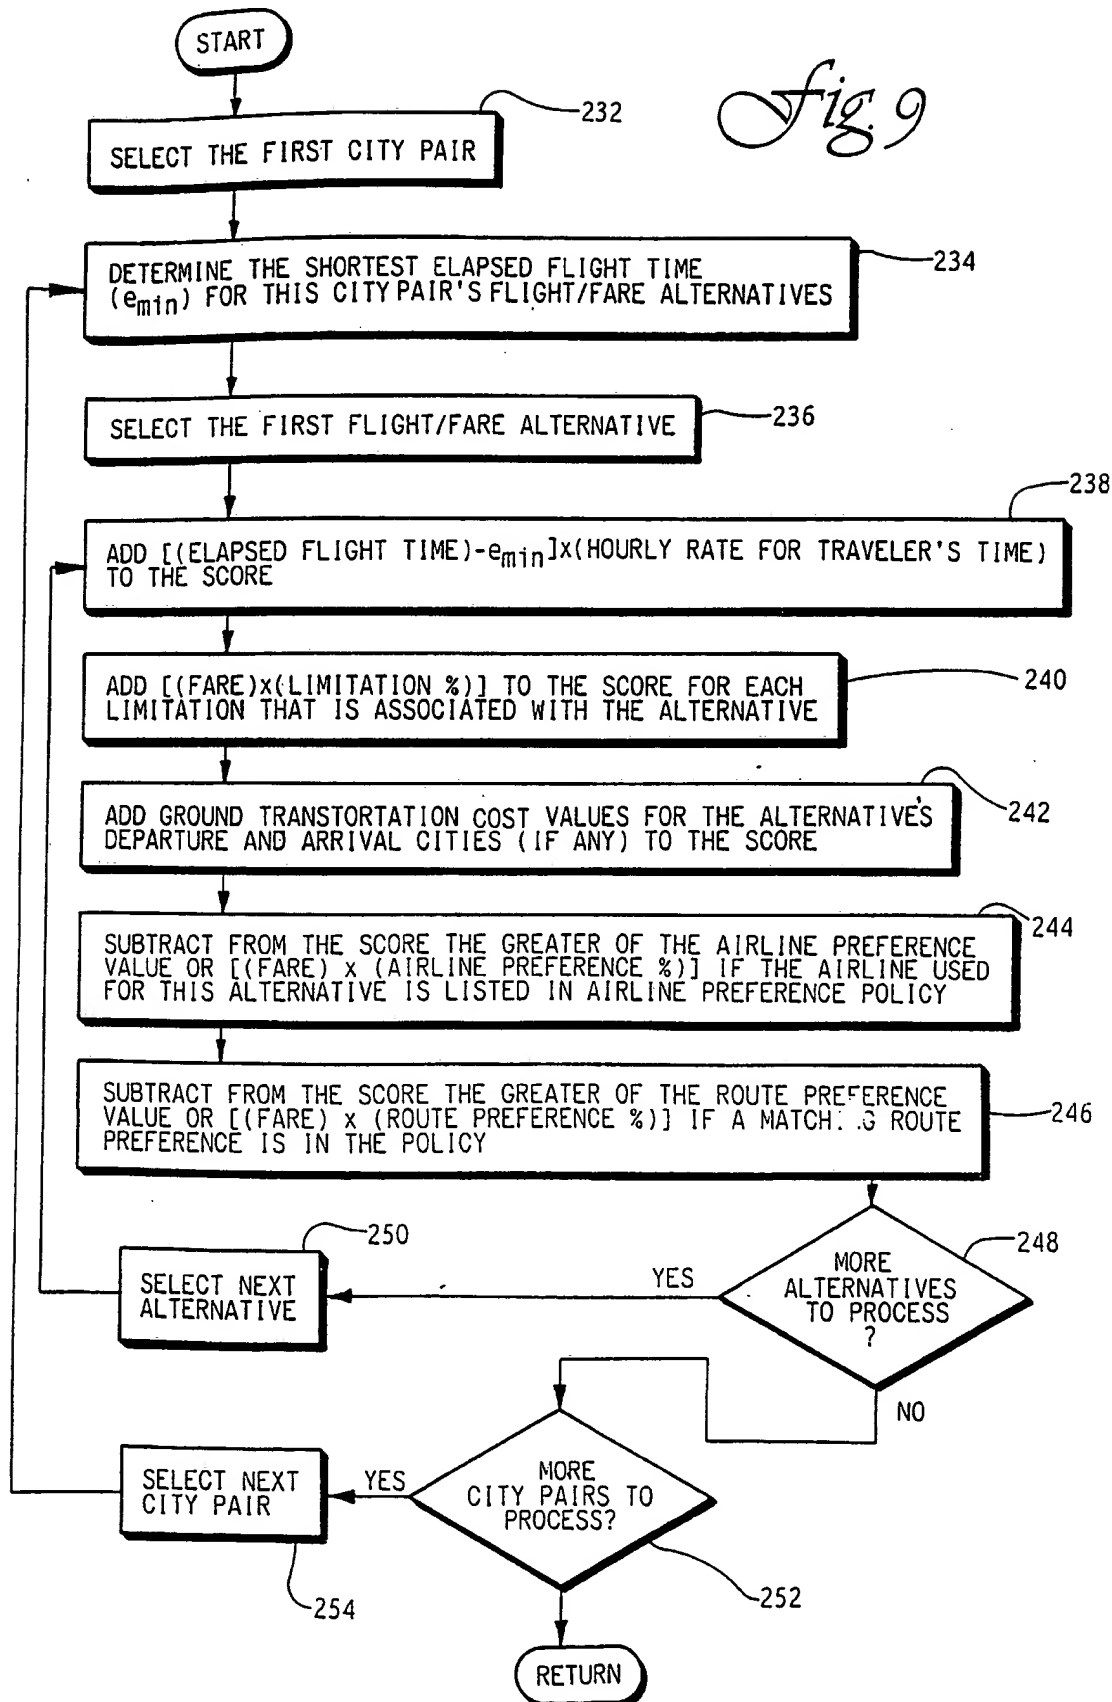 START
Fig. 9
232
SELECT THE FIRST CITY PAIR
234
DETERMINE THE SHORTEST ELAPSED FLIGHT TIME
(emin) FOR THIS CITY PAIR'S FLIGHT/FARE ALTERNATIVES
236
SELECT THE FIRST FLIGHT/FARE ALTERNATIVE
238
ADD [(ELAPSED FLIGHT TIME)-emin]x(HOURLY RATE FOR TRAVELER'S TIME)
TO THE SCORE
240
ADD [(FARE)x(LIMITATION %)] TO THE SCORE FOR EACH
LIMITATION THAT IS ASSOCIATED WITH THE ALTERNATIVE
242
ADD GROUND TRANSTORTATION COST VALUES FOR THE ALTERNATIVE'S
DEPARTURE AND ARRIVAL CITIES (IF ANY) TO THE SCORE
244
SUBTRACT FROM THE SCORE THE GREATER OF THE AIRLINE PREFERENCE
VALUE OR [(FARE) x (AIRLINE PREFERENCE %)] IF THE AIRLINE USED
FOR THIS ALTERNATIVE IS LISTED IN AIRLINE PREFERENCE POLICY
246
SUBTRACT FROM THE SCORE THE GREATER OF THE ROUTE PREFERENCE
VALUE OR [(FARE) x (ROUTE PREFERENCE %)] IF A ROUTE
PREFERENCE IS IN THE POLICY
248
MORE
ALTERNATIVES
TO PROCESS
?
YES
250
SELECT NEXT
ALTERNATIVE
NO
252
MORE
CITY PAIRS TO
PROCESS?
YES
254
SELECT NEXT
CITY PAIR
RETURN